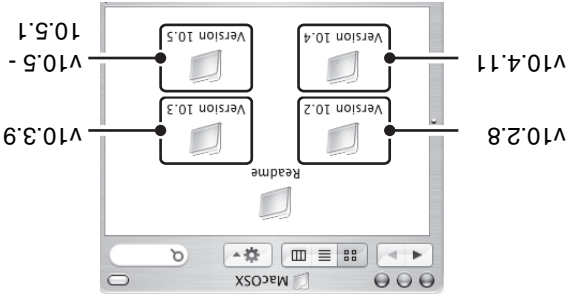 MacOSX
Readme
v10.2.8
Version 10.2
Version 10.3
v10.3.9
v10.4.11
Version 10.4
Version 10.5
v10.5 -
10.5.1